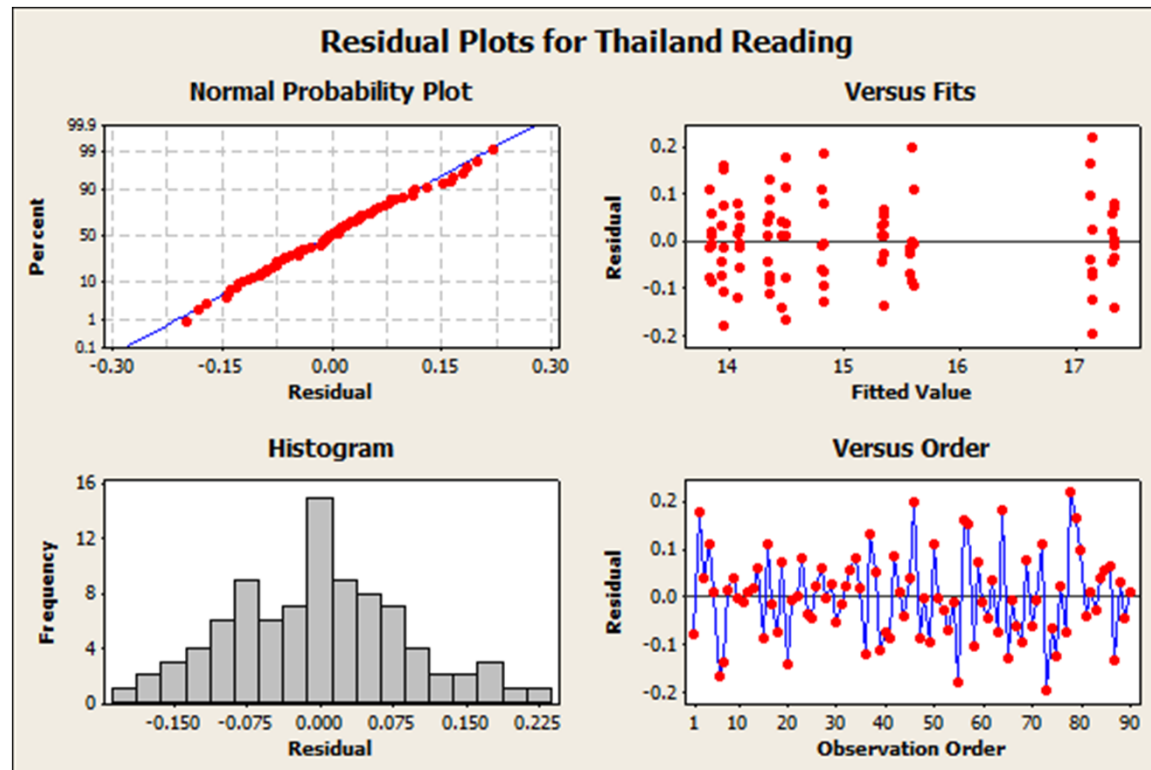 Residual Plots for Thailand Reading
Normal Probability Plot
99.9
99
90
50
10
1
0.1
Percent
-0.30 -0.15 0.00 0.15 0.30
Residual
Versus Fits
0.2
0.1
0.0
-0.1
-0.2
Residual
14 15 16 17
Fitted Value
Histogram
16
12
8
4
0
Frequency
-0.150 -0.075 0.000 0.075 0.150 0.225
Residual
Versus Order
0.2
0.1
0.0
-0.1
-0.2
Residual
1 10 20 30 40 50 60 70 80 90
Observation Order